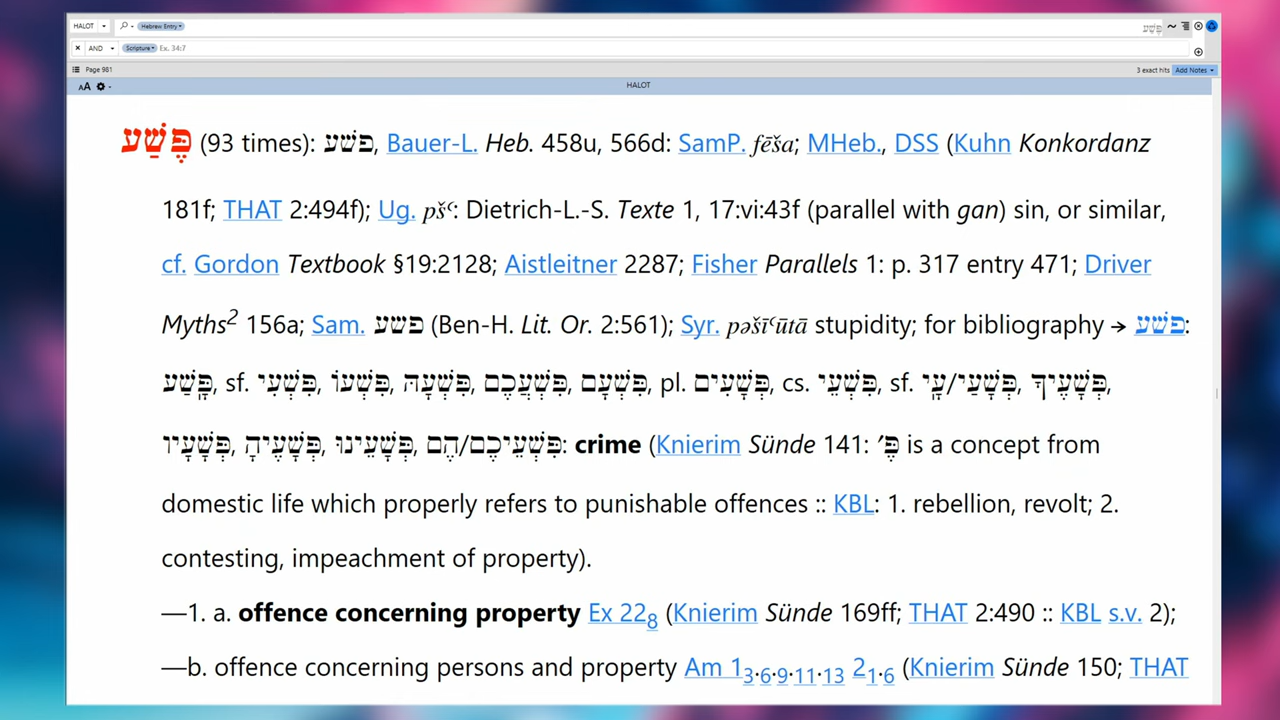 HALOT Hebrew Entry פֶּשַׁע
AND Scripture Ex. 34:7
Page 981 3 exact hits Add Notes
AA HALOT
פֶּשַׁע (93 times): פשׁע, Bauer-L. Heb. 458u, 566d: SamP. fēša; MHeb., DSS (Kuhn Konkordanz
181f; THAT 2:494f); Ug. pšʿ: Dietrich-L.-S. Texte 1, 17:vi:43f (parallel with gan) sin, or similar,
cf. Gordon Textbook §19:2128; Aistleitner 2287; Fisher Parallels 1: p. 317 entry 471; Driver
Myths² 156a; Sam. פשע (Ben-H. Lit. Or. 2:561); Syr. pəšīʿūtā stupidity; for bibliography → פשׁע:
פָּֽשַׁע, sf. פִּשְׁעִי, פִּשְׁעוֹ, פִּשְׁעָהּ, פִּשְׁעֲכֶם, פִּשְׁעָם, pl. פְּשָׁעִים, cs. פִּשְׁעֵי, sf. פְּשָׁעַי/עָֽי, פְּשָׁעֶיךָ,
פְּשָׁעָיו, פְּשָׁעֶיהָ, פְּשָׁעֵינוּ, פִּשְׁעֵיכֶם/הֶם: crime (Knierim Sünde 141: פֶּ׳ is a concept from
domestic life which properly refers to punishable offences :: KBL: 1. rebellion, revolt; 2.
contesting, impeachment of property).
—1. a. offence concerning property Ex 22₈ (Knierim Sünde 169ff; THAT 2:490 :: KBL s.v. 2);
—b. offence concerning persons and property Am 1₃.₆.₉.₁₁.₁₃ 2₁.₆ (Knierim Sünde 150; THAT